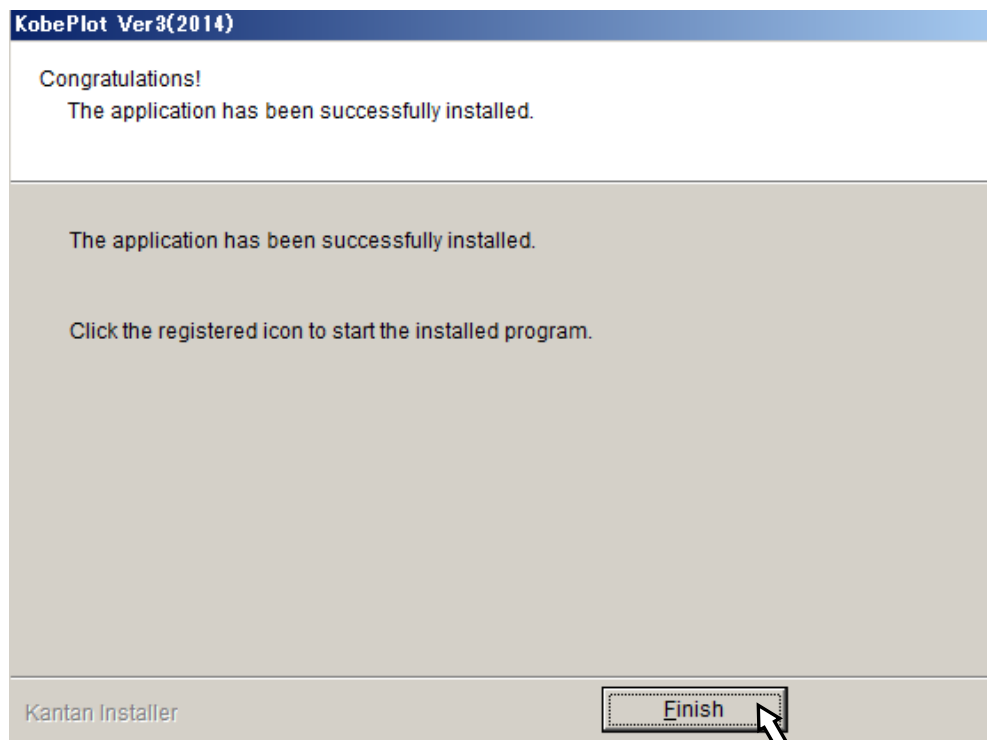 KobePlot Ver3(2014)
Congratulations!
The application has been successfully installed.
The application has been successfully installed.
Click the registered icon to start the installed program.
Kantan Installer
Finish